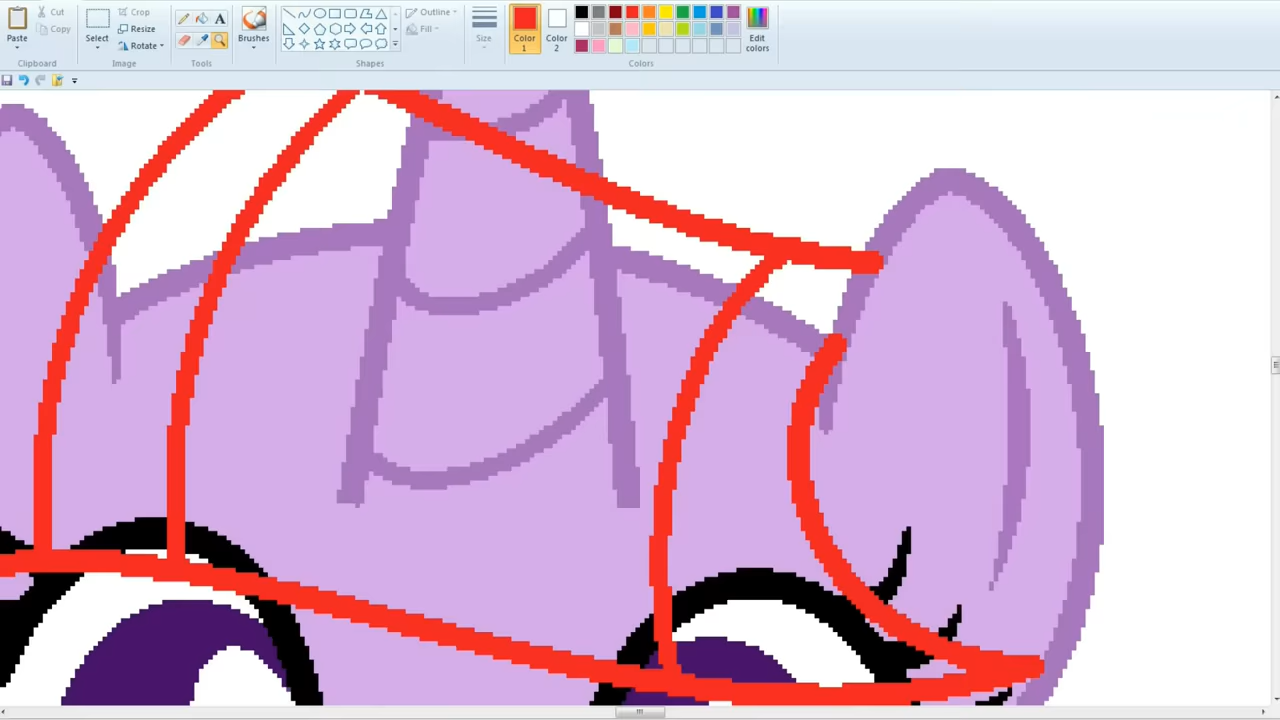 Paste
Cut
Copy
Clipboard
Select
Crop
Resize
Rotate
Image
A
Tools
Brushes
Shapes
Outline
Fill
Size
Color
1
Color
2
Edit
colors
Colors